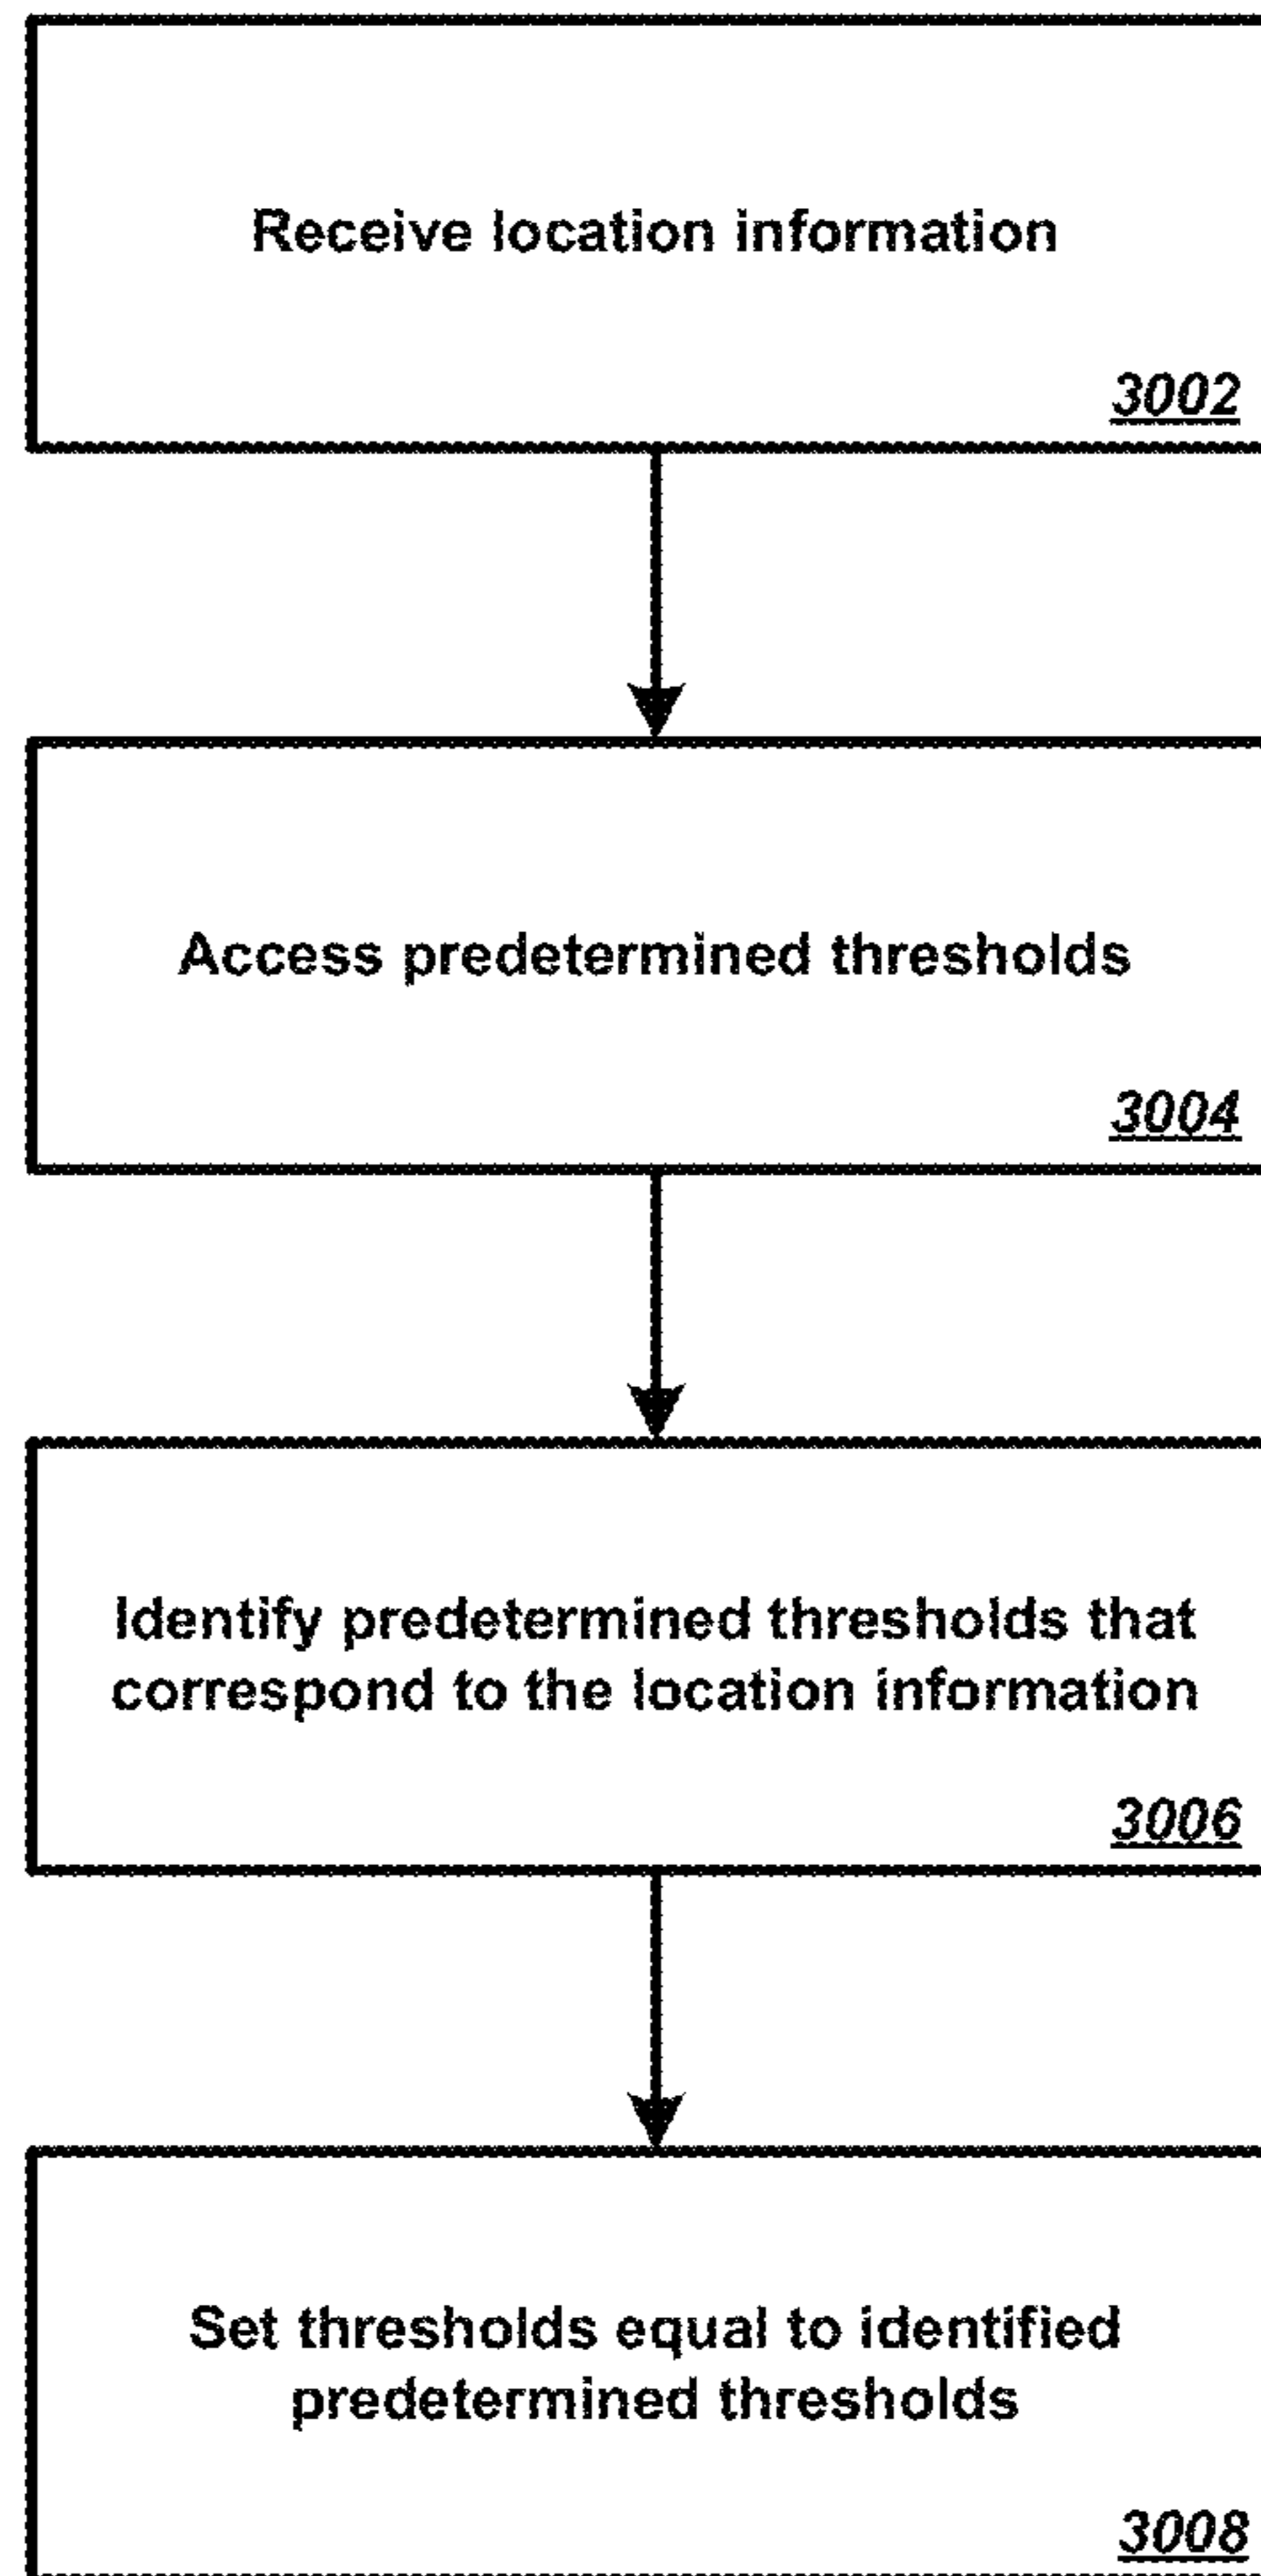 Receive location information
3002
Access predetermined thresholds
3004
Identify predetermined thresholds that
correspond to the location information
3006
Set thresholds equal to identified
predetermined thresholds
3008